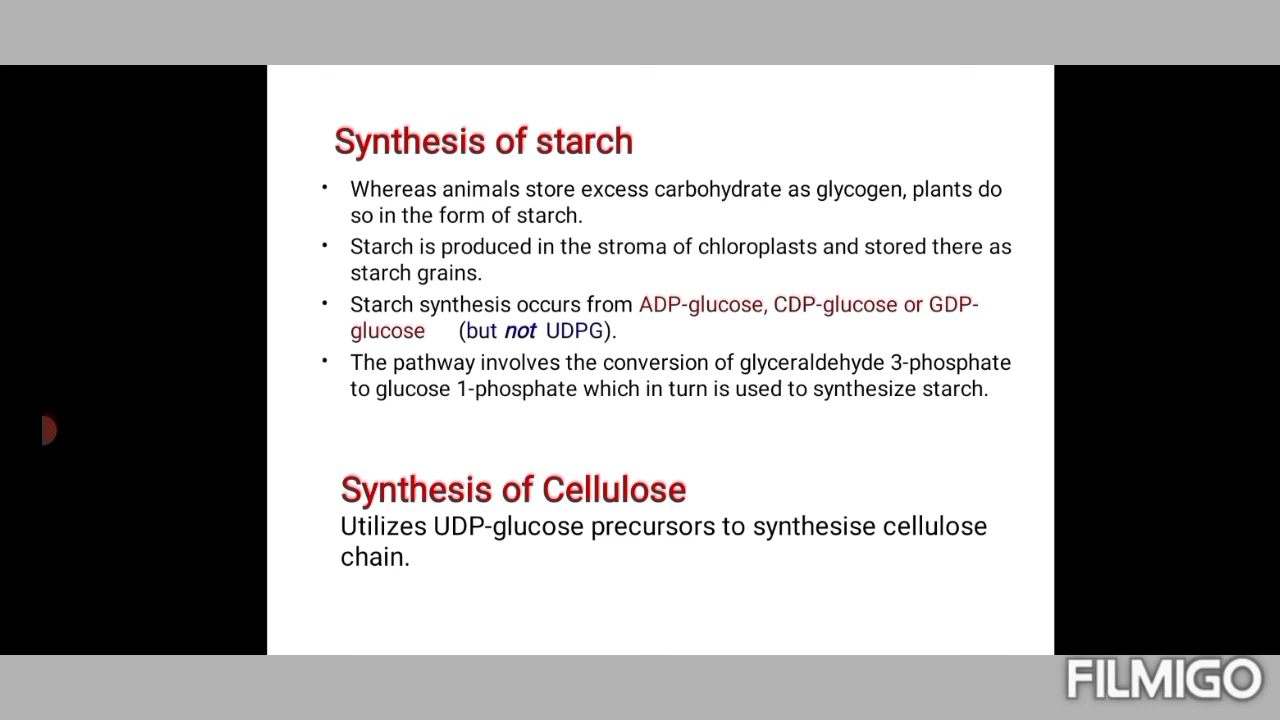 Synthesis of starch
• Whereas animals store excess carbohydrate as glycogen, plants do
so in the form of starch.
• Starch is produced in the stroma of chloroplasts and stored there as
starch grains.
• Starch synthesis occurs from ADP-glucose, CDP-glucose or GDP-
glucose (but not UDPG).
• The pathway involves the conversion of glyceraldehyde 3-phosphate
to glucose 1-phosphate which in turn is used to synthesize starch.
Synthesis of Cellulose
Utilizes UDP-glucose precursors to synthesise cellulose
chain.
FILMIGO